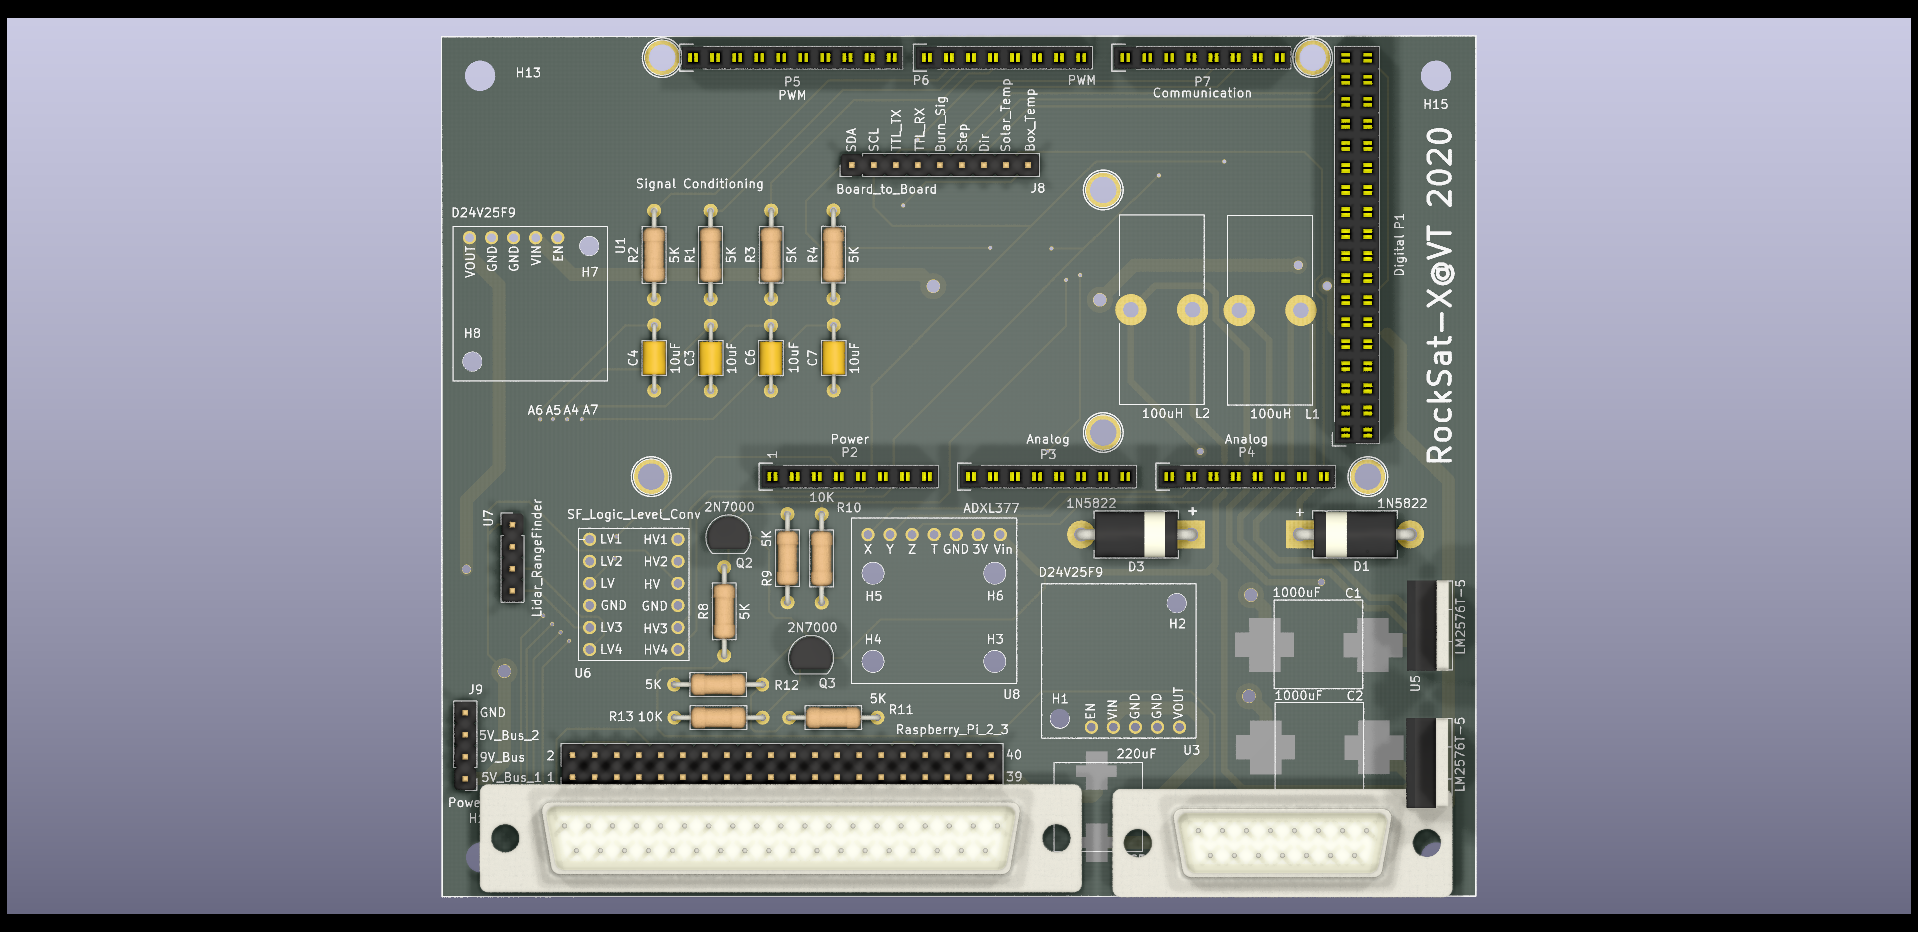 H13
P5
PWM
P6
PWM
P7
Communication
H15
SDA
SCL
TTL_TX
TTL_RX
Burn_Sig
Step
Dir
Solar_Temp
Box_Temp
Board_to_Board
J8
Signal Conditioning
RockSat-X@VT 2020
Digital P1
D24V25F9
VOUT
GND
GND
VIN
EN
H7
H8
U1
R2
5K
R1
5K
R3
5K
R4
5K
C4
10uF
C3
10uF
C6
10uF
C7
10uF
A6 A5 A4 A7
100uH L2
100uH L1
Power
P2
1
Analog
P3
Analog
P4
U7
Lidar_RangeFinder
SF_Logic_Level_Conv
LV1 HV1
LV2 HV2
LV HV
GND GND
LV3 HV3
LV4 HV4
U6
2N7000
Q2
R8
5K
10K
R10
5K
R9
2N7000
Q3
ADXL377
X Y Z T GND 3V Vin
H5
H6
H4
H3
U8
1N5822
+
D3
1N5822
+
D1
D24V25F9
H2
H1
EN
VIN
GND
GND
VOUT
U3
1000uF C1
1000uF C2
LM2576T-5
U5
LM2576T-5
220uF
5K
R12
R13 10K
5K
R11
Raspberry_Pi_2_3
2
40
1
39
J9
GND
5V_Bus_2
9V_Bus
5V_Bus_1